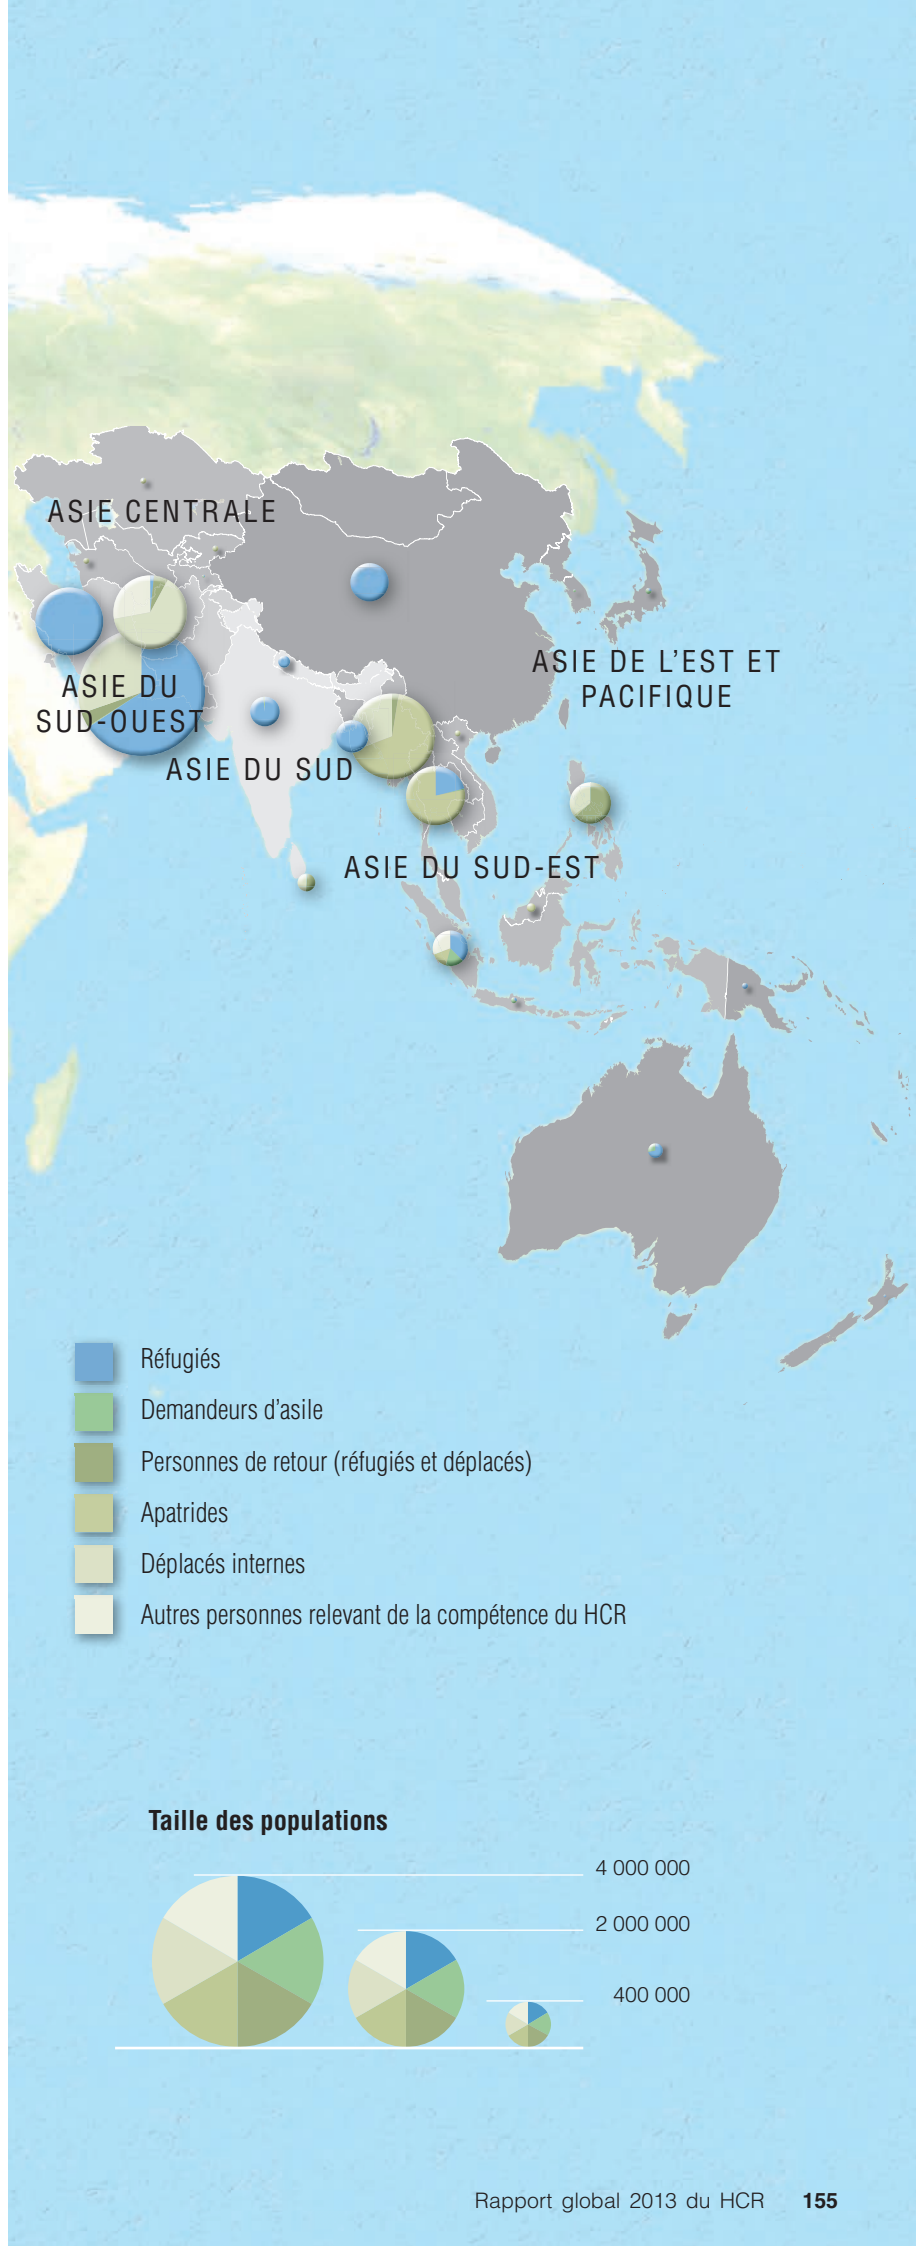 ASIE CENTRALE
ASIE DE L'EST ET
PACIFIQUE
ASIE DU
SUD-OUEST
ASIE DU SUD
ASIE DU SUD-EST
Réfugiés
Demandeurs d'asile
Personnes de retour (réfugiés et déplacés)
Apatrides
Déplacés internes
Autres personnes relevant de la compétence du HCR
Taille des populations
4 000 000
2 000 000
400 000
Rapport global 2013 du HCR 155